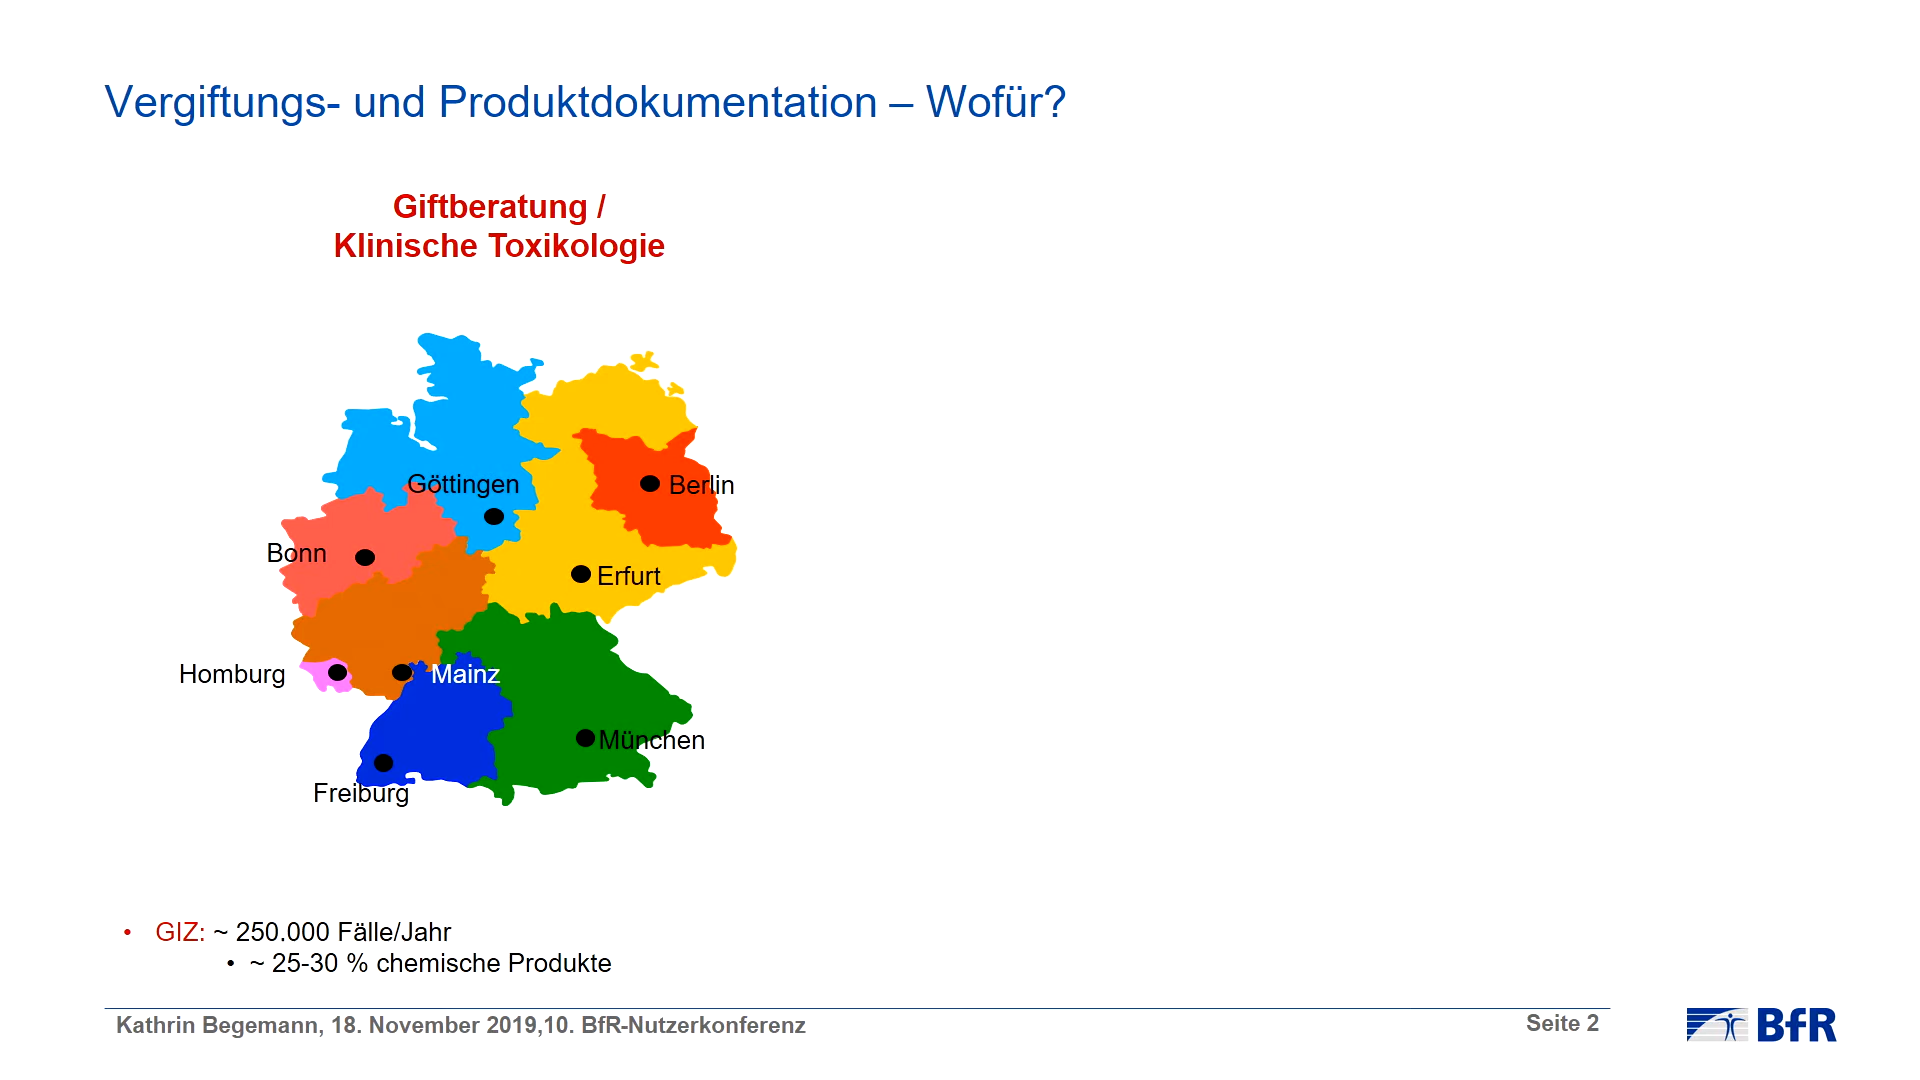 Vergiftungs- und Produktdokumentation – Wofür?
Giftberatung /
Klinische Toxikologie
Göttingen
Berlin
Bonn
Erfurt
Homburg
Mainz
München
Freiburg
• GIZ: ~ 250.000 Fälle/Jahr
• ~ 25-30 % chemische Produkte
Kathrin Begemann, 18. November 2019,10. BfR-Nutzerkonferenz
Seite 2
BfR